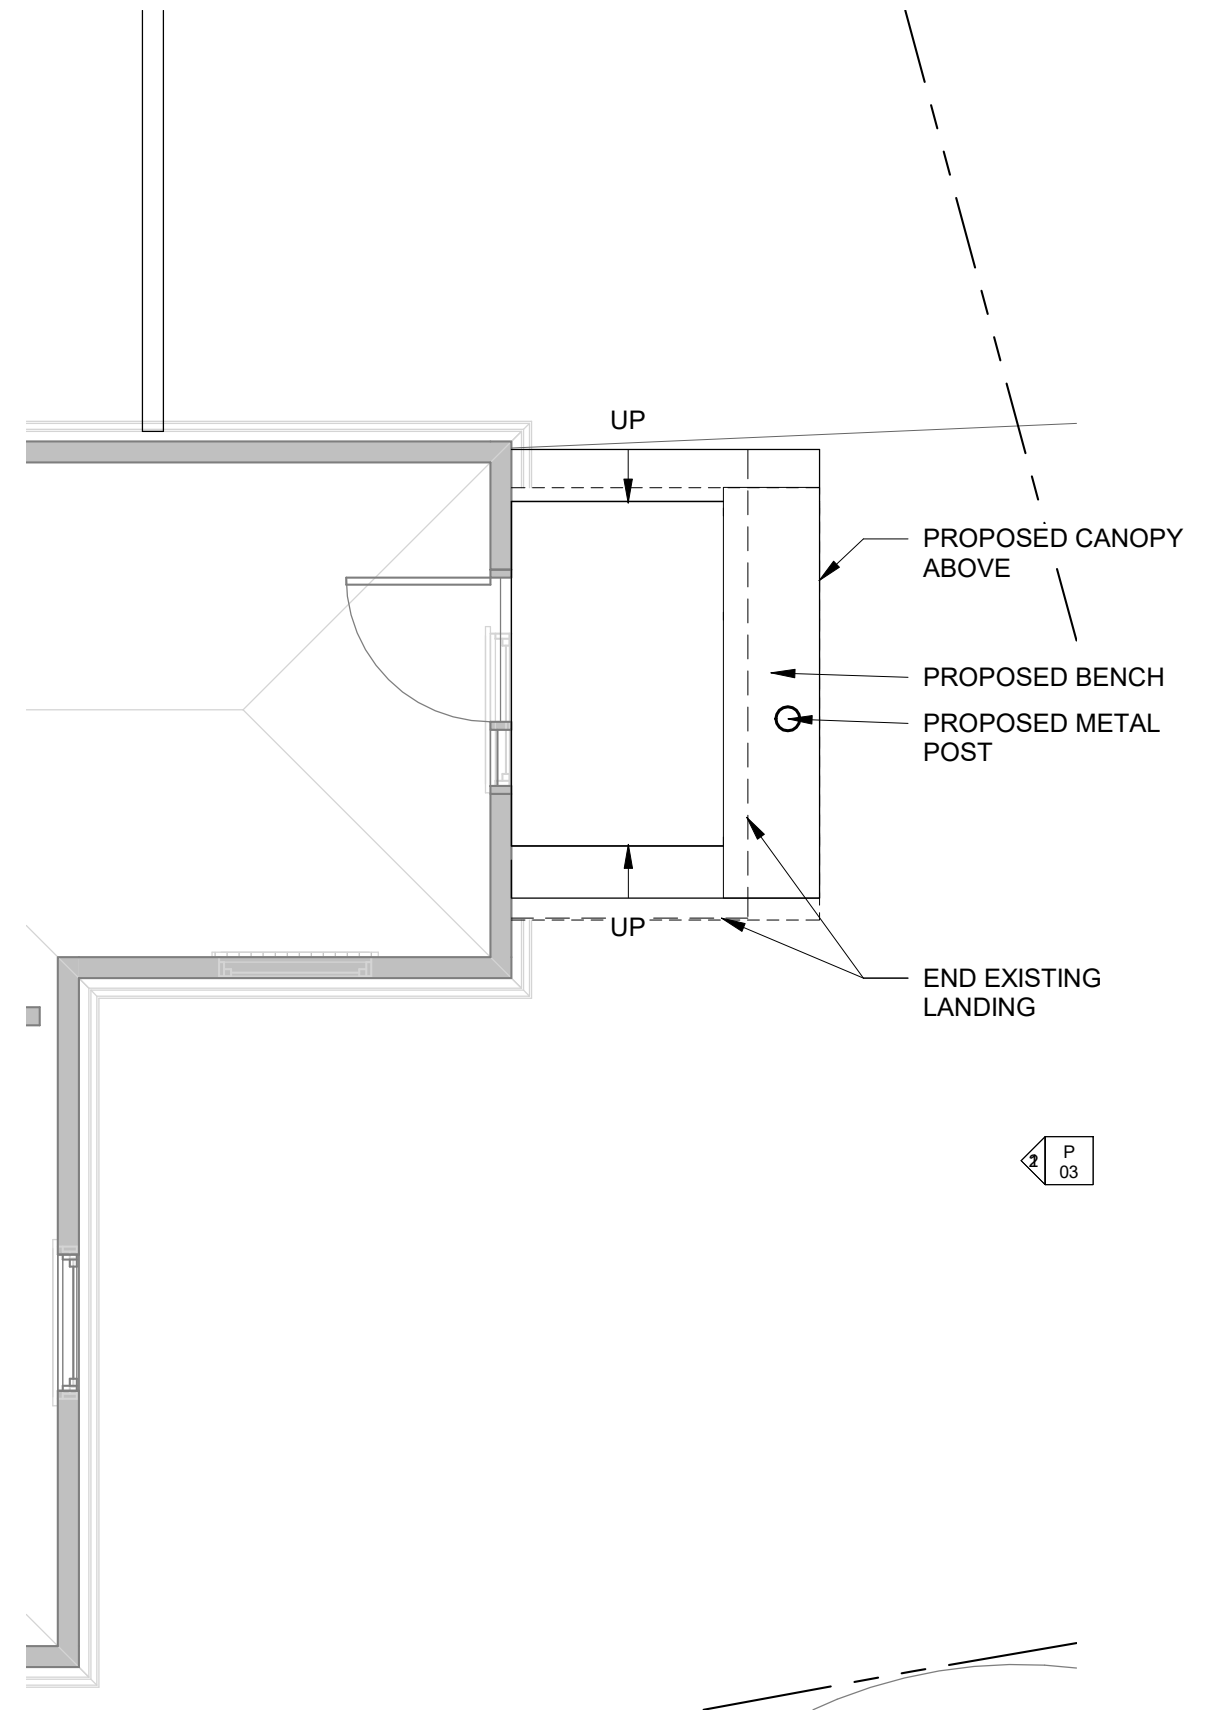 UP
PROPOSED CANOPY
ABOVE
PROPOSED BENCH
PROPOSED METAL
POST
UP
END EXISTING
LANDING
P
03